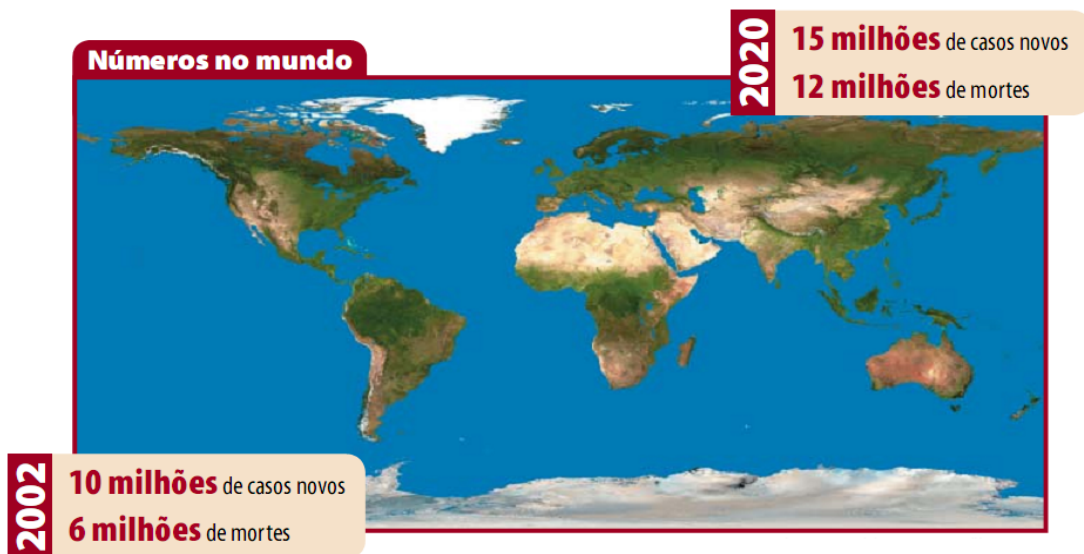 Números no mundo
2020
15 milhões de casos novos
12 milhões de mortes
2002
10 milhões de casos novos
6 milhões de mortes